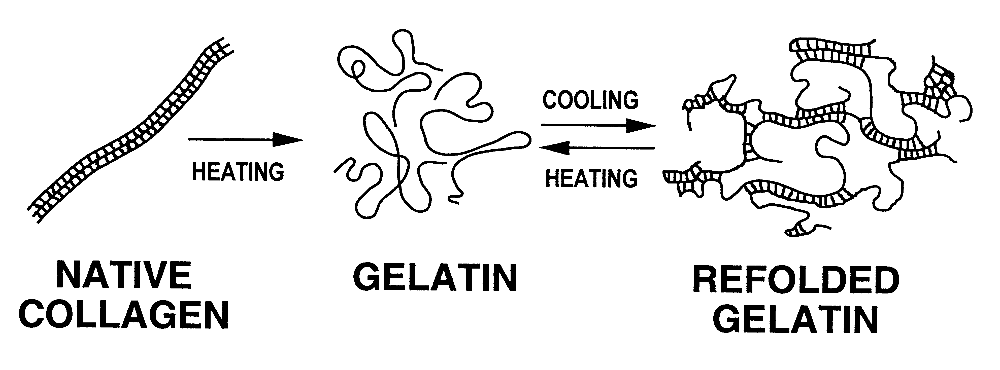 HEATING
COOLING
HEATING
NATIVE
COLLAGEN
GELATIN
REFOLDED
GELATIN